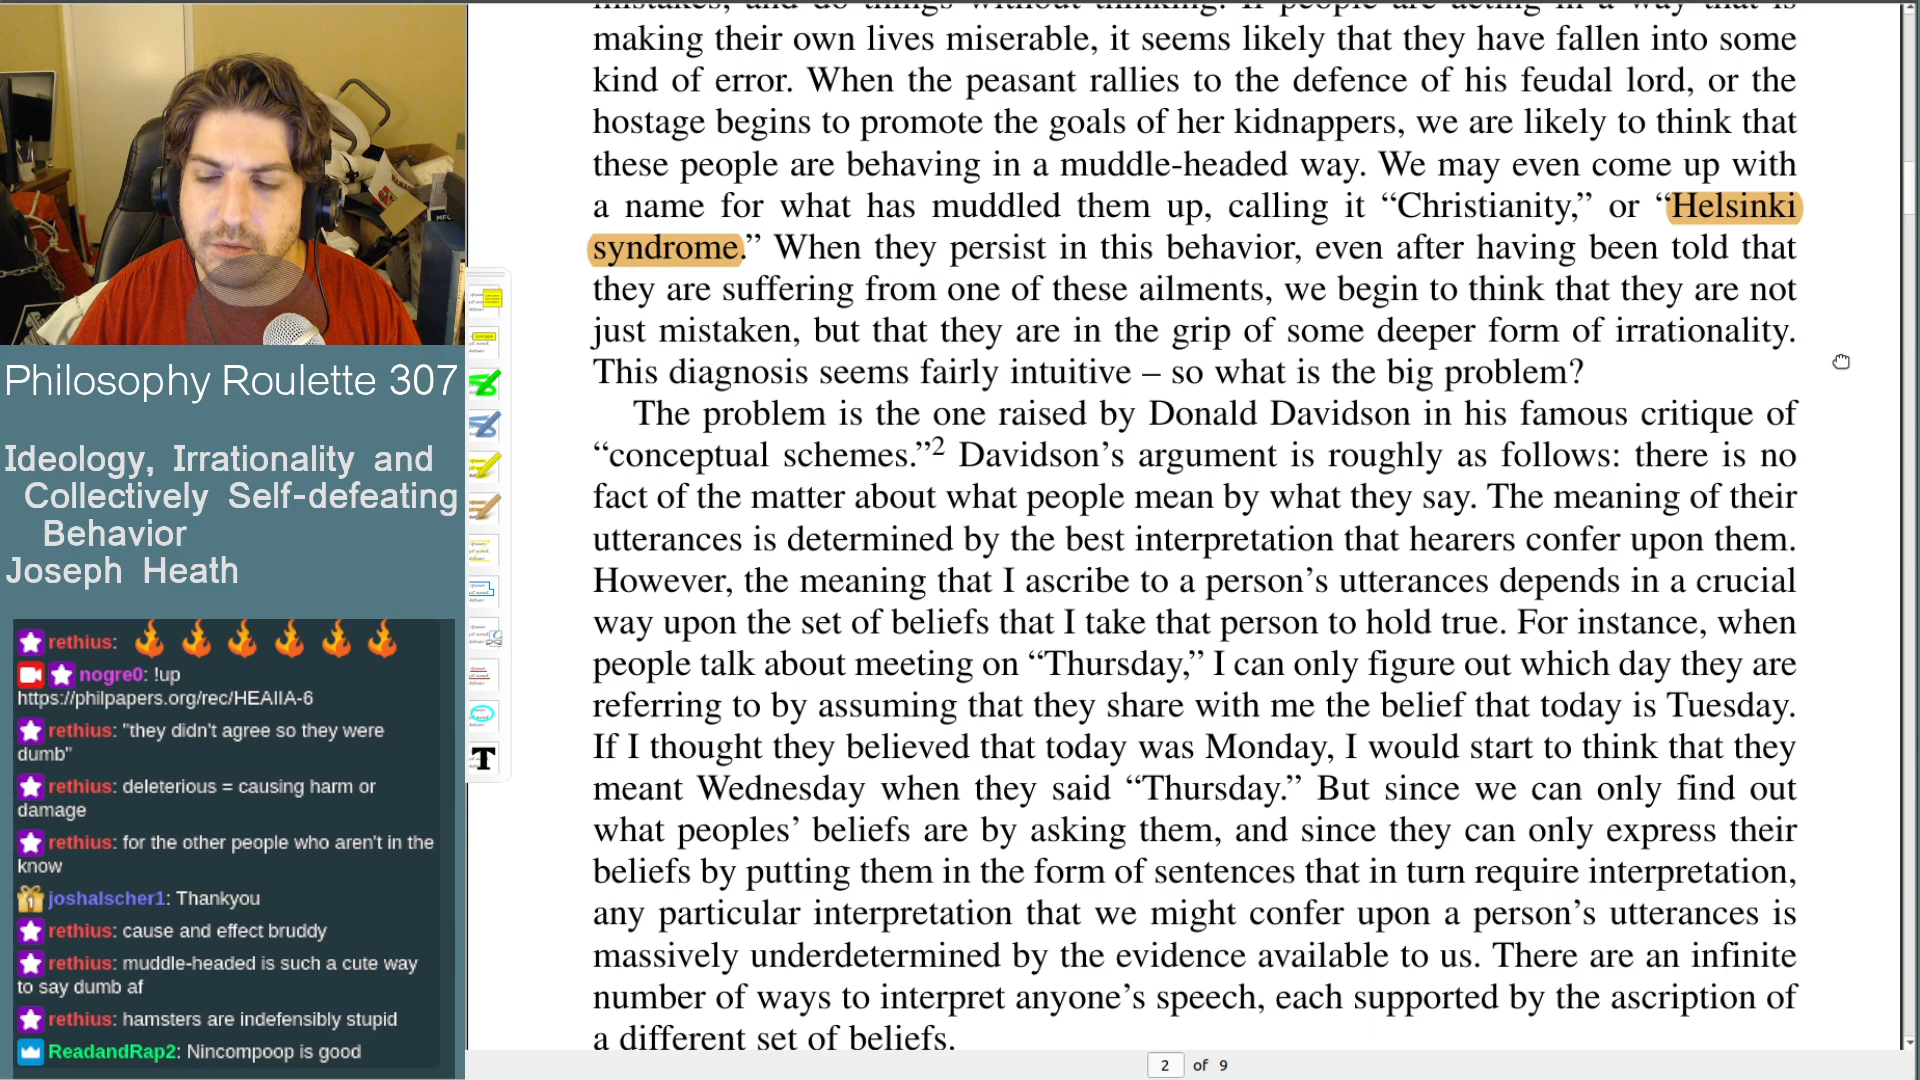 Philosophy Roulette 307
Ideology, Irrationality and
Collectively Self-defeating
Behavior
Joseph Heath
rethius:
nogre0: !up
https://philpapers.org/rec/HEAIIA-6
rethius: "they didn't agree so they were
dumb"
rethius: deleterious = causing harm or
damage
rethius: for the other people who aren't in the
know
joshalscher1: Thankyou
rethius: cause and effect bruddy
rethius: muddle-headed is such a cute way
to say dumb af
rethius: hamsters are indefensibly stupid
ReadandRap2: Nincompoop is good
mistakes, and do things without thinking. If people are acting in a way that is
making their own lives miserable, it seems likely that they have fallen into some
kind of error. When the peasant rallies to the defence of his feudal lord, or the
hostage begins to promote the goals of her kidnappers, we are likely to think that
these people are behaving in a muddle-headed way. We may even come up with
a name for what has muddled them up, calling it “Christianity,” or “Helsinki
syndrome.” When they persist in this behavior, even after having been told that
they are suffering from one of these ailments, we begin to think that they are not
just mistaken, but that they are in the grip of some deeper form of irrationality.
This diagnosis seems fairly intuitive – so what is the big problem?
The problem is the one raised by Donald Davidson in his famous critique of
“conceptual schemes.”2 Davidson’s argument is roughly as follows: there is no
fact of the matter about what people mean by what they say. The meaning of their
utterances is determined by the best interpretation that hearers confer upon them.
However, the meaning that I ascribe to a person’s utterances depends in a crucial
way upon the set of beliefs that I take that person to hold true. For instance, when
people talk about meeting on “Thursday,” I can only figure out which day they are
referring to by assuming that they share with me the belief that today is Tuesday.
If I thought they believed that today was Monday, I would start to think that they
meant Wednesday when they said “Thursday.” But since we can only find out
what peoples’ beliefs are by asking them, and since they can only express their
beliefs by putting them in the form of sentences that in turn require interpretation,
any particular interpretation that we might confer upon a person’s utterances is
massively underdetermined by the evidence available to us. There are an infinite
number of ways to interpret anyone’s speech, each supported by the ascription of
a different set of beliefs.
2 of 9